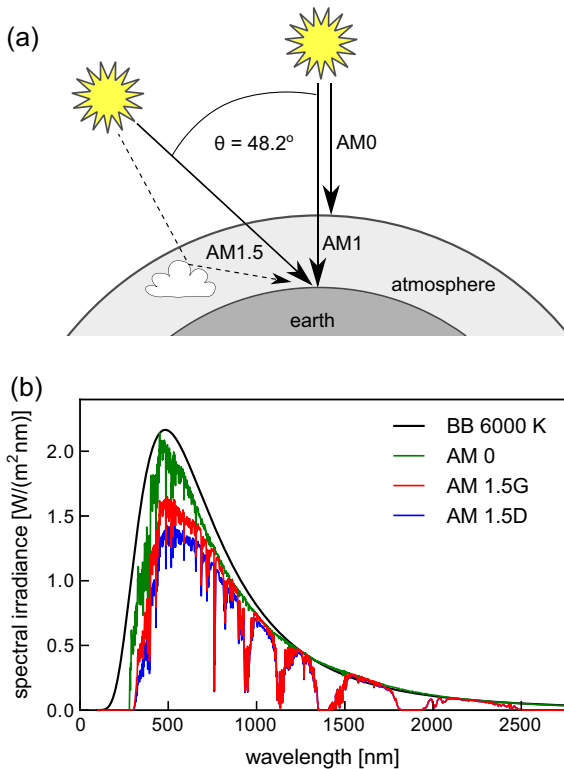 (a)
θ = 48.2°
AM0
AM1.5
AM1
atmosphere
earth
(b)
spectral irradiance [W/(m² nm)]
2.0
1.5
1.0
0.5
0.0
BB 6000 K
AM 0
AM 1.5G
AM 1.5D
0 500 1000 1500 2000 2500
wavelength [nm]